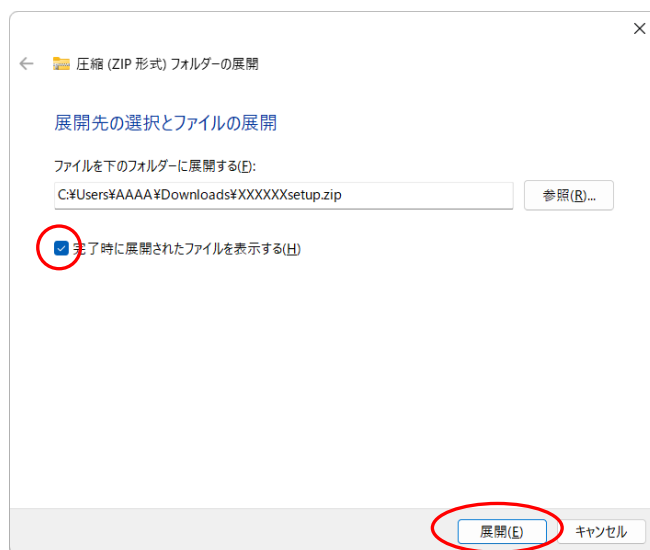 圧縮 (ZIP 形式) フォルダーの展開
展開先の選択とファイルの展開
ファイルを下のフォルダーに展開する(F):
C:¥Users¥AAAA¥Downloads¥XXXXXXsetup.zip
参照(R)...
完了時に展開されたファイルを表示する(H)
展開(E)
キャンセル